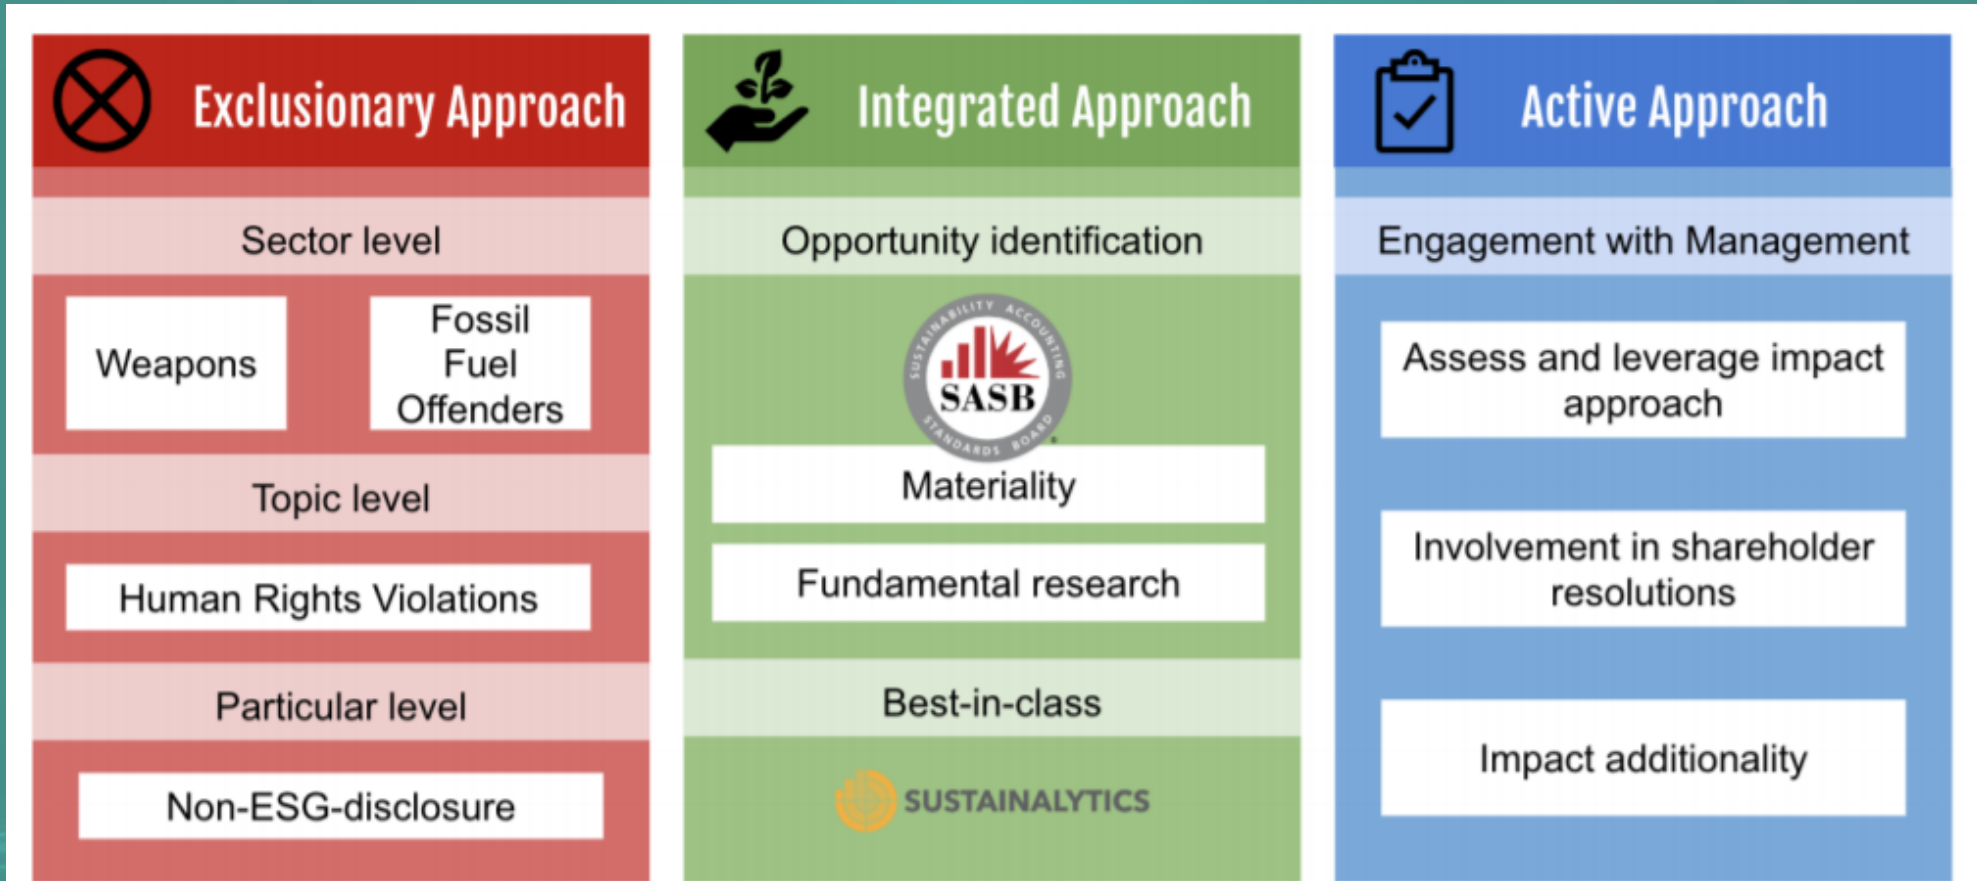 Exclusionary Approach
Sector level
Weapons
Fossil
Fuel
Offenders
Topic level
Human Rights Violations
Particular level
Non-ESG-disclosure
Integrated Approach
Opportunity identification
SUSTAINABILITY ACCOUNTING
SASB
STANDARDS BOARD
Materiality
Fundamental research
Best-in-class
SUSTAINALYTICS
Active Approach
Engagement with Management
Assess and leverage impact
approach
Involvement in shareholder
resolutions
Impact additionality